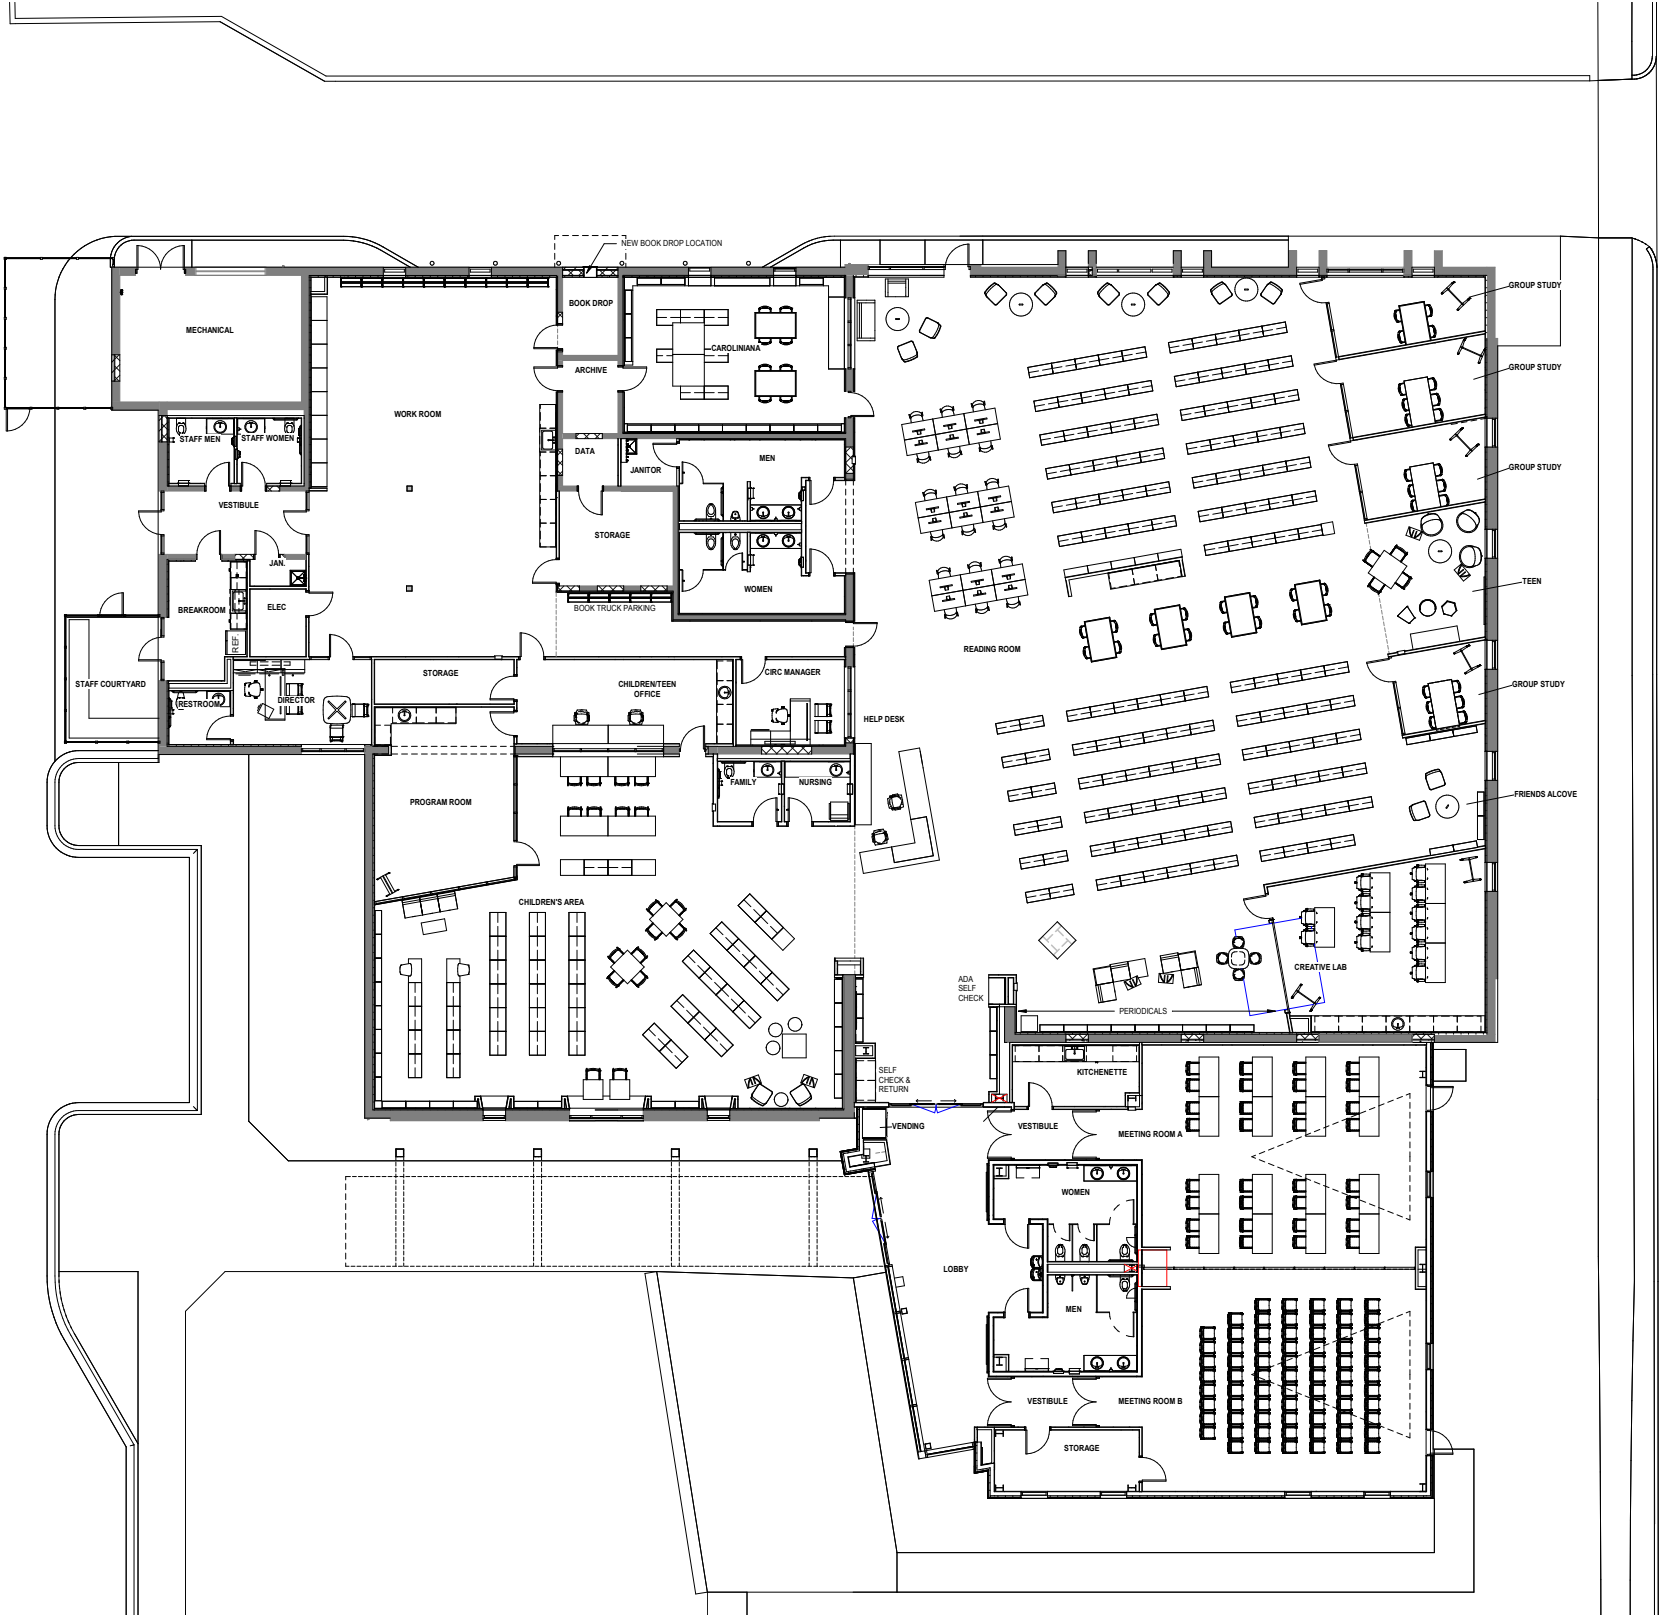 NEW BOOK DROP LOCATION
GROUP STUDY
BOOK DROP
MECHANICAL
CAROLINIANA
GROUP STUDY
ARCHIVE
WORK ROOM
STAFF MEN
STAFF WOMEN
DATA
JANITOR
MEN
GROUP STUDY
VESTIBULE
STORAGE
JAN.
TEEN
WOMEN
BREAKROOM
ELEC
BOOK TRUCK PARKING
REF.
READING ROOM
STAFF COURTYARD
STORAGE
CHILDREN/TEEN
OFFICE
CIRC MANAGER
GROUP STUDY
RESTROOM
DIRECTOR
HELP DESK
FAMILY
NURSING
PROGRAM ROOM
FRIENDS ALCOVE
CHILDREN'S AREA
CREATIVE LAB
ADA
SELF
CHECK
PERIODICALS
SELF
CHECK &
RETURN
KITCHENETTE
VENDING
VESTIBULE
MEETING ROOM A
WOMEN
LOBBY
MEN
VESTIBULE
MEETING ROOM B
STORAGE